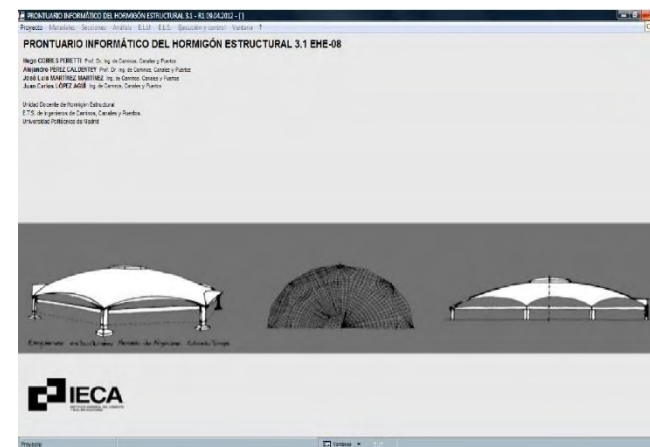 PRONTUARIO INFORMÁTICO DEL HORMIGÓN ESTRUCTURAL 3.1 - R1.09.04.2012 - [ ]
Proyecto Materiales Secciones Análisis E.L.U. E.L.S. Ejecución y control Ventana ?
PRONTUARIO INFORMÁTICO DEL HORMIGÓN ESTRUCTURAL 3.1 EHE-08
Hugo CORRES PEIRETTI Prof. Dr. Ing. de Caminos, Canales y Puertos
Alejandro PÉREZ CALDENTEY Prof. Dr. Ing. de Caminos, Canales y Puertos
José Luis MARTÍNEZ MARTÍNEZ Ing. de Caminos, Canales y Puertos
Juan Carlos LÓPEZ AGÜÍ Ing. de Caminos, Canales y Puertos
Unidad Docente de Hormigón Estructural
E.T.S. de Ingenieros de Caminos, Canales y Puertos
Universidad Politécnica de Madrid
IECA
Proyecto
Ventanas